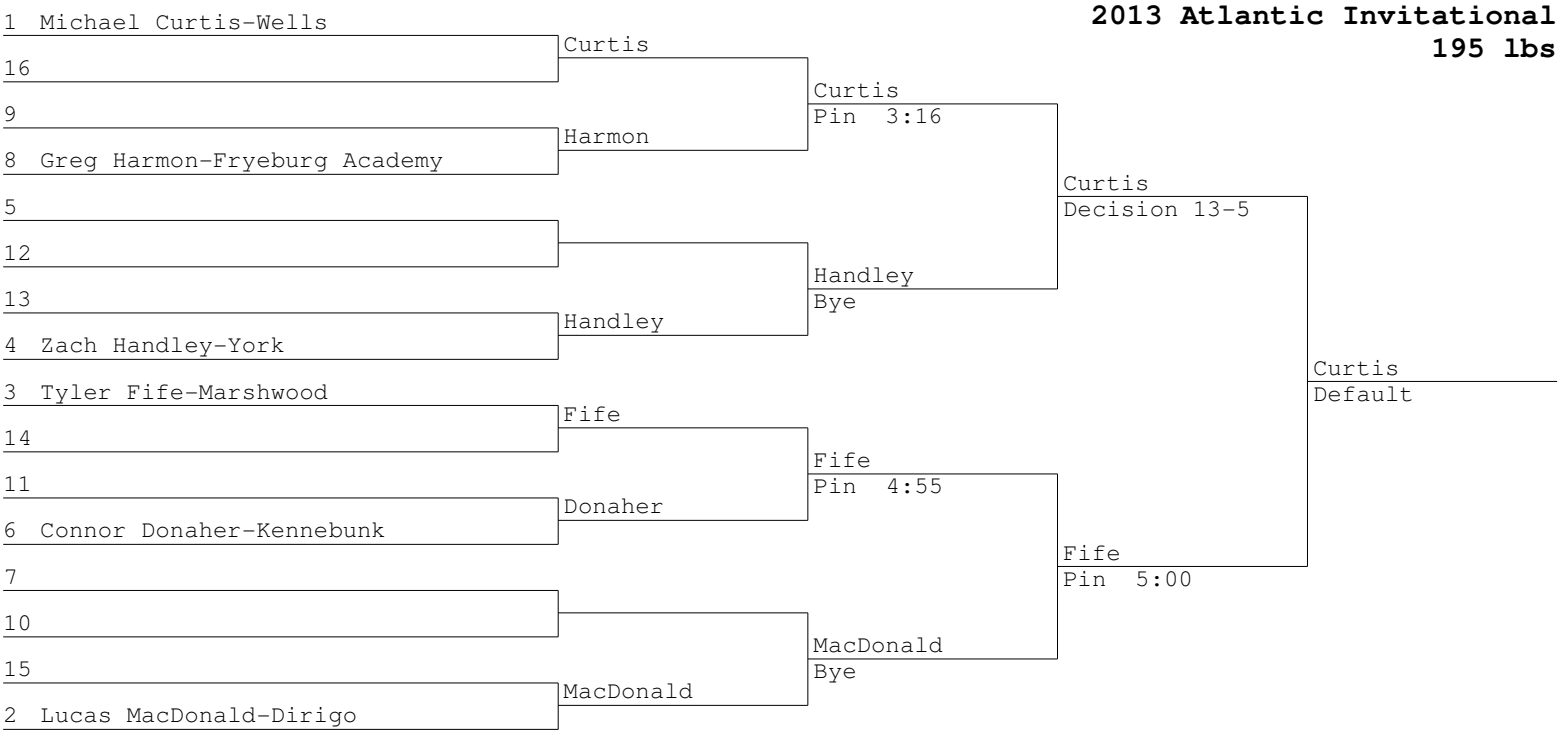 2013 Atlantic Invitational
195 lbs
1 Michael Curtis-Wells
16
9
8 Greg Harmon-Fryeburg Academy
5
12
13
4 Zach Handley-York
3 Tyler Fife-Marshwood
14
11
6 Connor Donaher-Kennebunk
7
10
15
2 Lucas MacDonald-Dirigo
Curtis
Harmon
Handley
Fife
Donaher
MacDonald
Curtis
Pin 3:16
Handley
Bye
Fife
Pin 4:55
MacDonald
Bye
Curtis
Decision 13-5
Fife
Pin 5:00
Curtis
Default